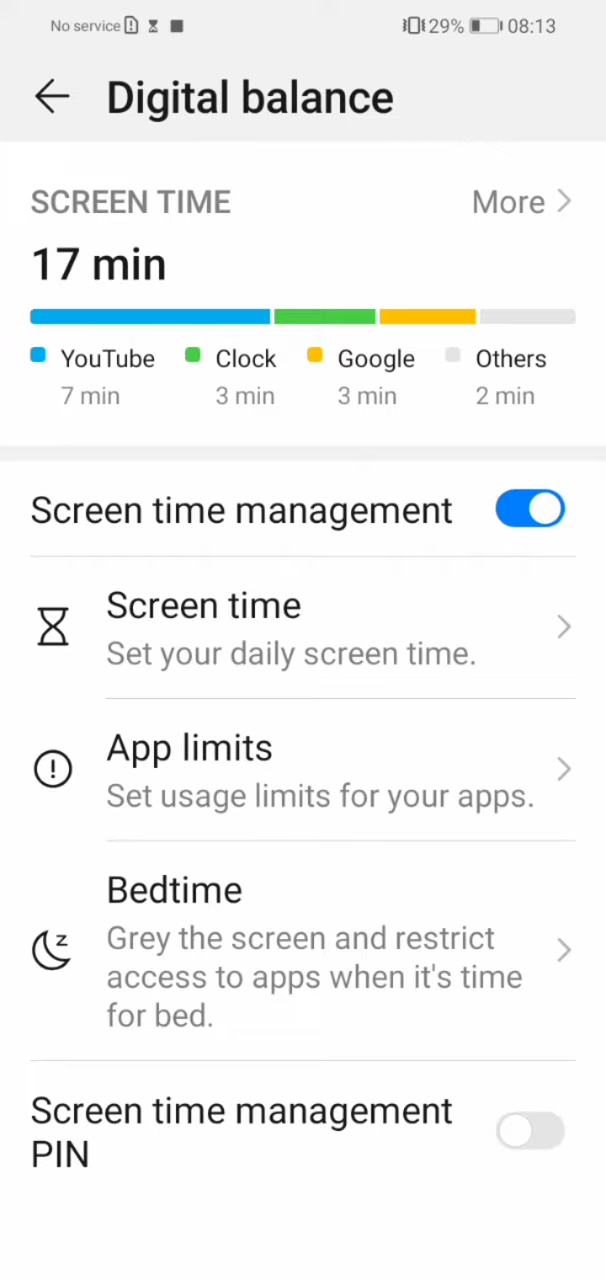 No service 29% 08:13
Digital balance
SCREEN TIME More
17 min
YouTube Clock Google Others
7 min 3 min 3 min 2 min
Screen time management
Screen time
Set your daily screen time.
App limits
Set usage limits for your apps.
Bedtime
Grey the screen and restrict
access to apps when it's time
for bed.
Screen time management
PIN